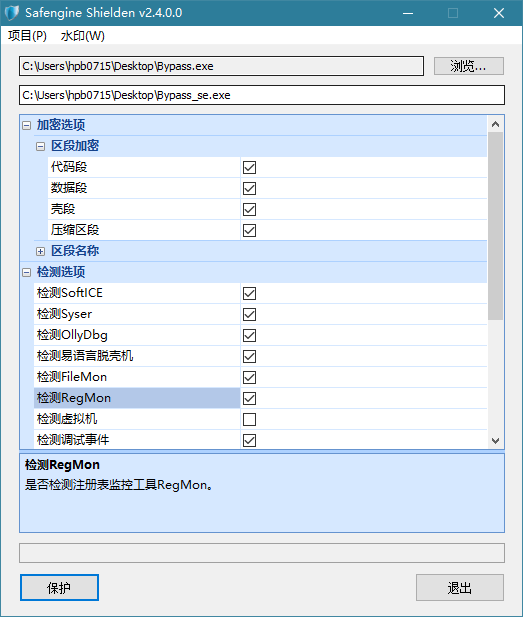 Safengine Shielden v2.4.0.0
项目(P) 水印(W)
C:\Users\hpb0715\Desktop\Bypass.exe 浏览...
C:\Users\hpb0715\Desktop\Bypass_se.exe
加密选项
区段加密
代码段
数据段
壳段
压缩区段
区段名称
检测选项
检测SoftICE
检测Syser
检测OllyDbg
检测易语言脱壳机
检测FileMon
检测RegMon
检测虚拟机
检测调试事件
检测RegMon
是否检测注册表监控工具RegMon。
保护 退出